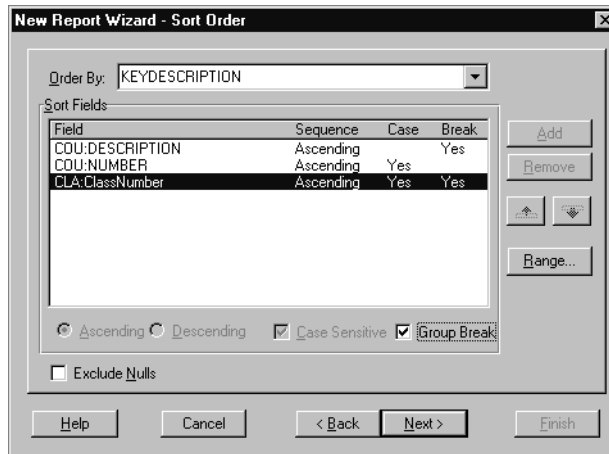 New Report Wizard - Sort Order
Order By: KEYDESCRIPTION
Sort Fields
Field Sequence Case Break
COU:DESCRIPTION Ascending Yes
COU:NUMBER Ascending Yes
CLA:ClassNumber Ascending Yes Yes
Add
Remove
Range...
Ascending Descending Case Sensitive Group Break
Exclude Nulls
Help Cancel < Back Next > Finish